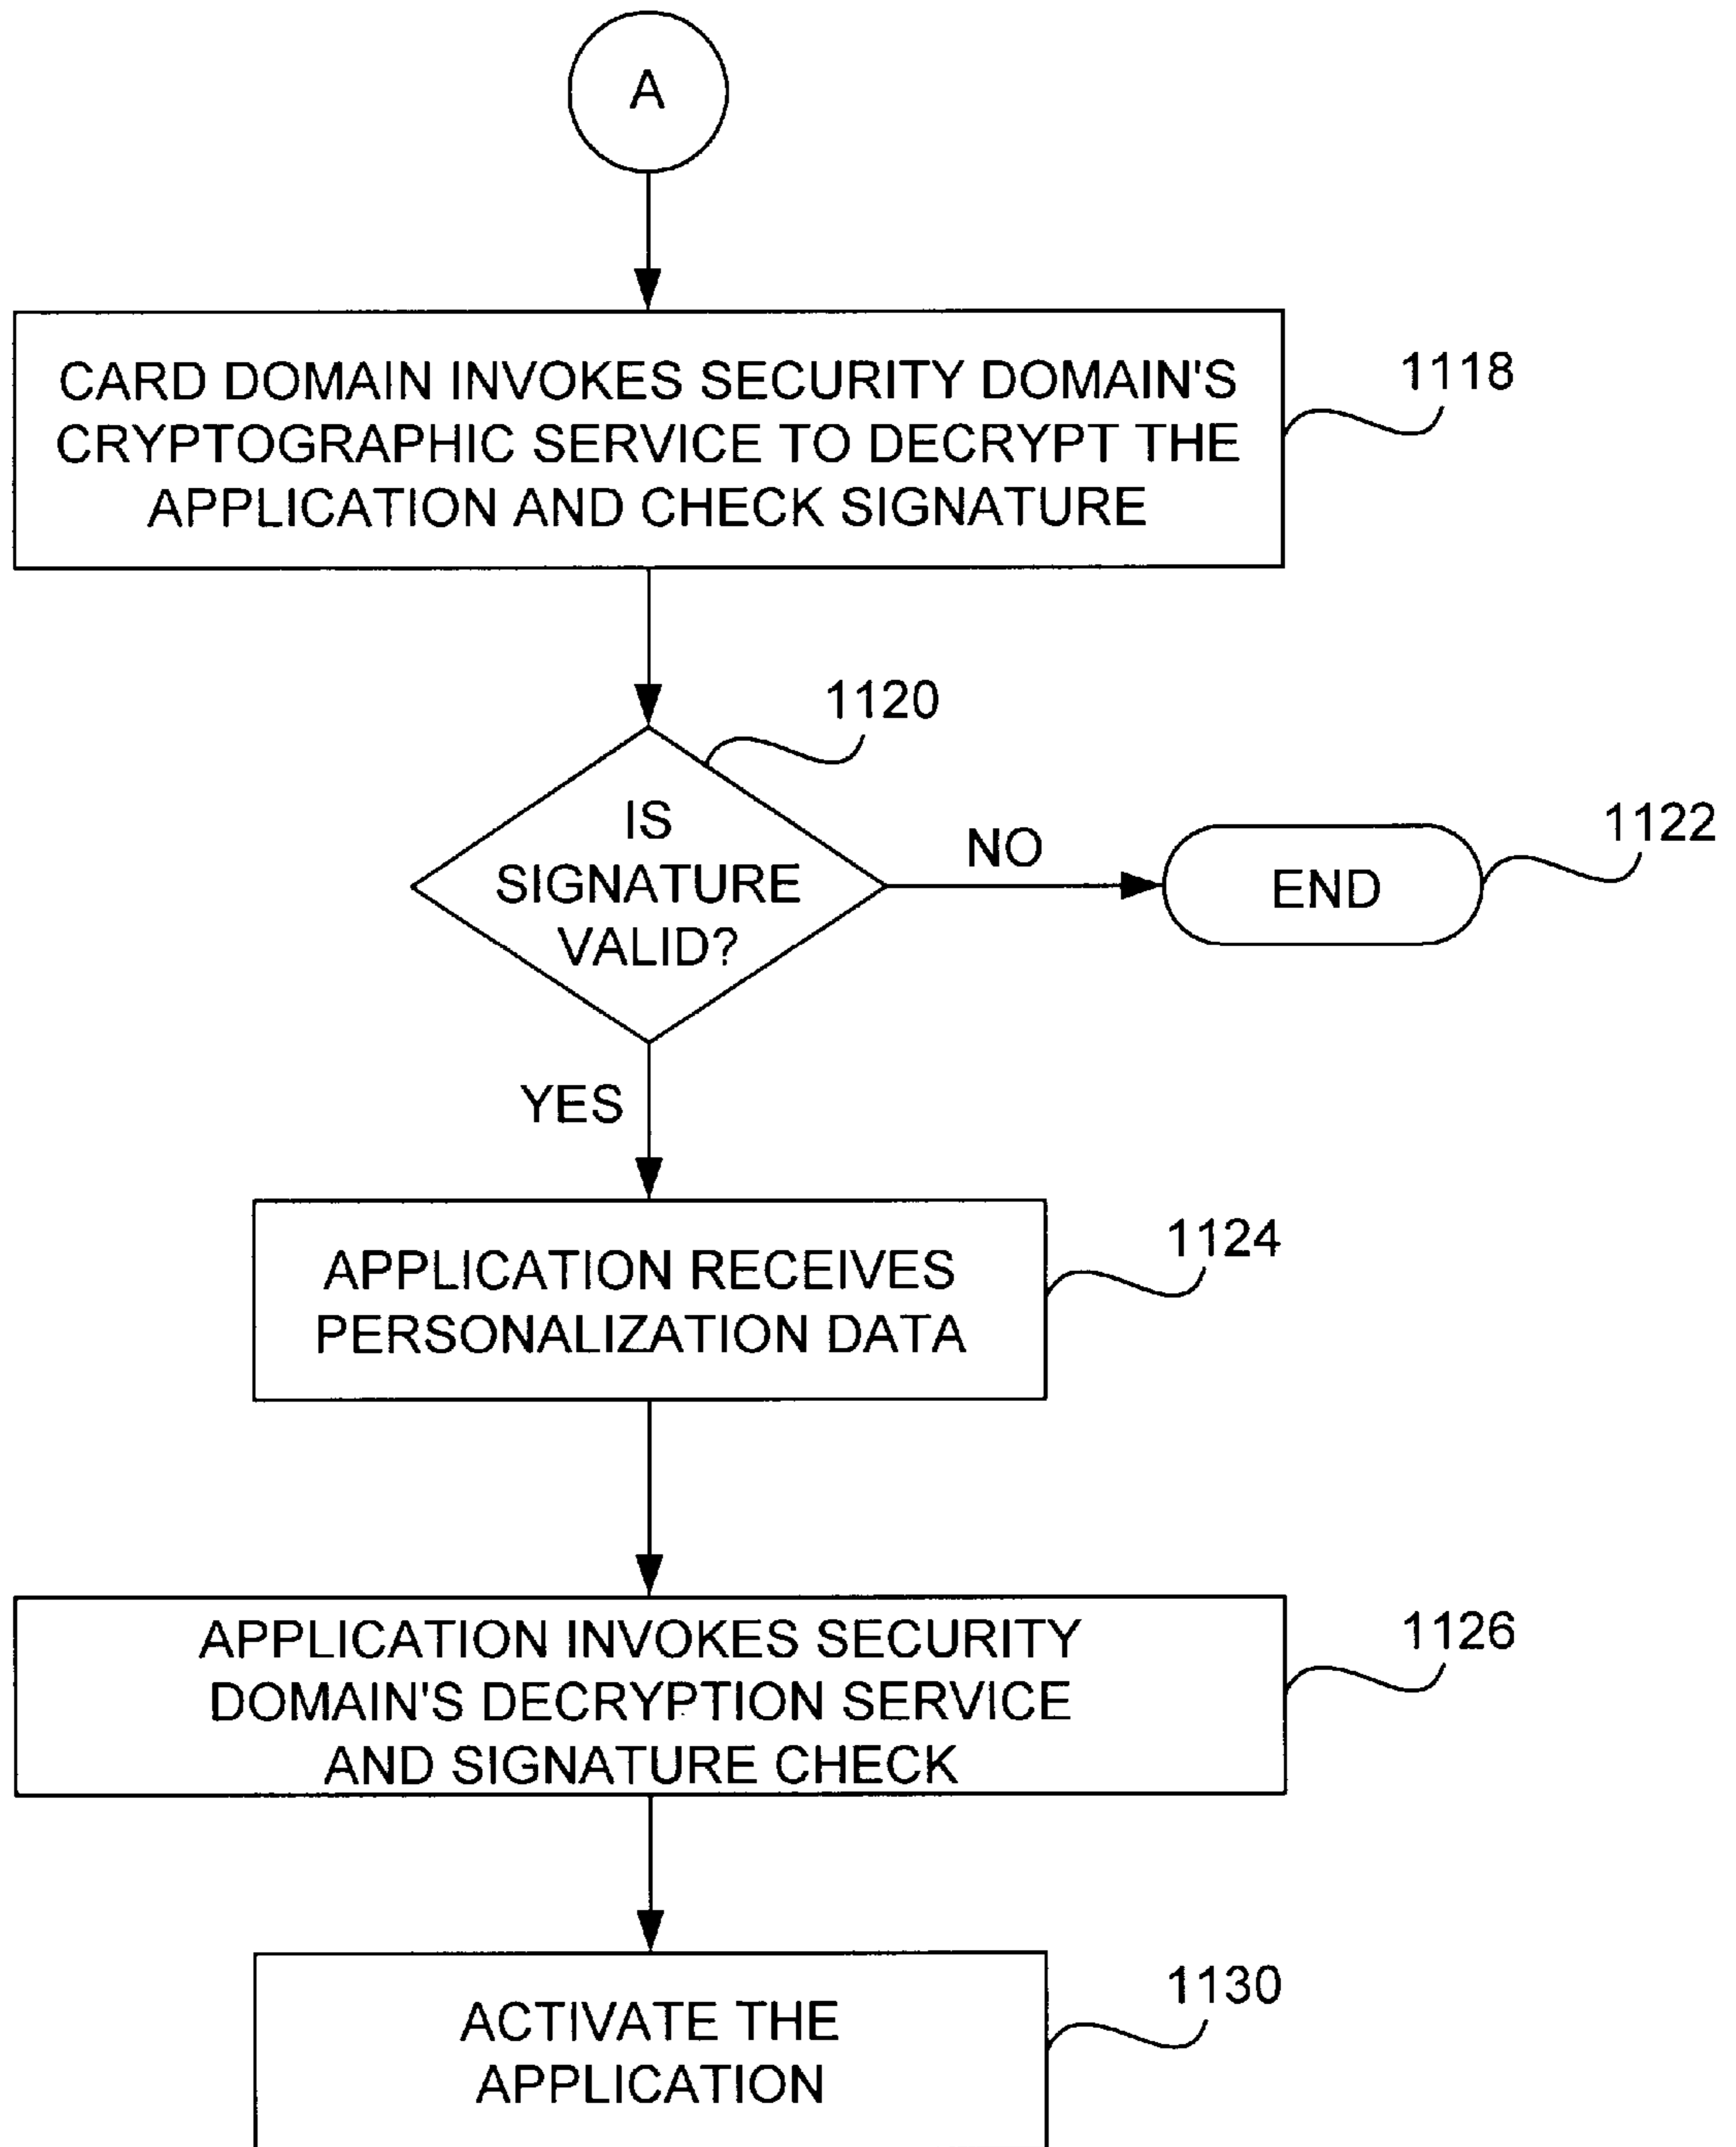 A
CARD DOMAIN INVOKES SECURITY DOMAIN'S
CRYPTOGRAPHIC SERVICE TO DECRYPT THE
APPLICATION AND CHECK SIGNATURE
1118
1120
IS
SIGNATURE
VALID?
NO
END
1122
YES
APPLICATION RECEIVES
PERSONALIZATION DATA
1124
APPLICATION INVOKES SECURITY
DOMAIN'S DECRYPTION SERVICE
AND SIGNATURE CHECK
1126
ACTIVATE THE
APPLICATION
1130